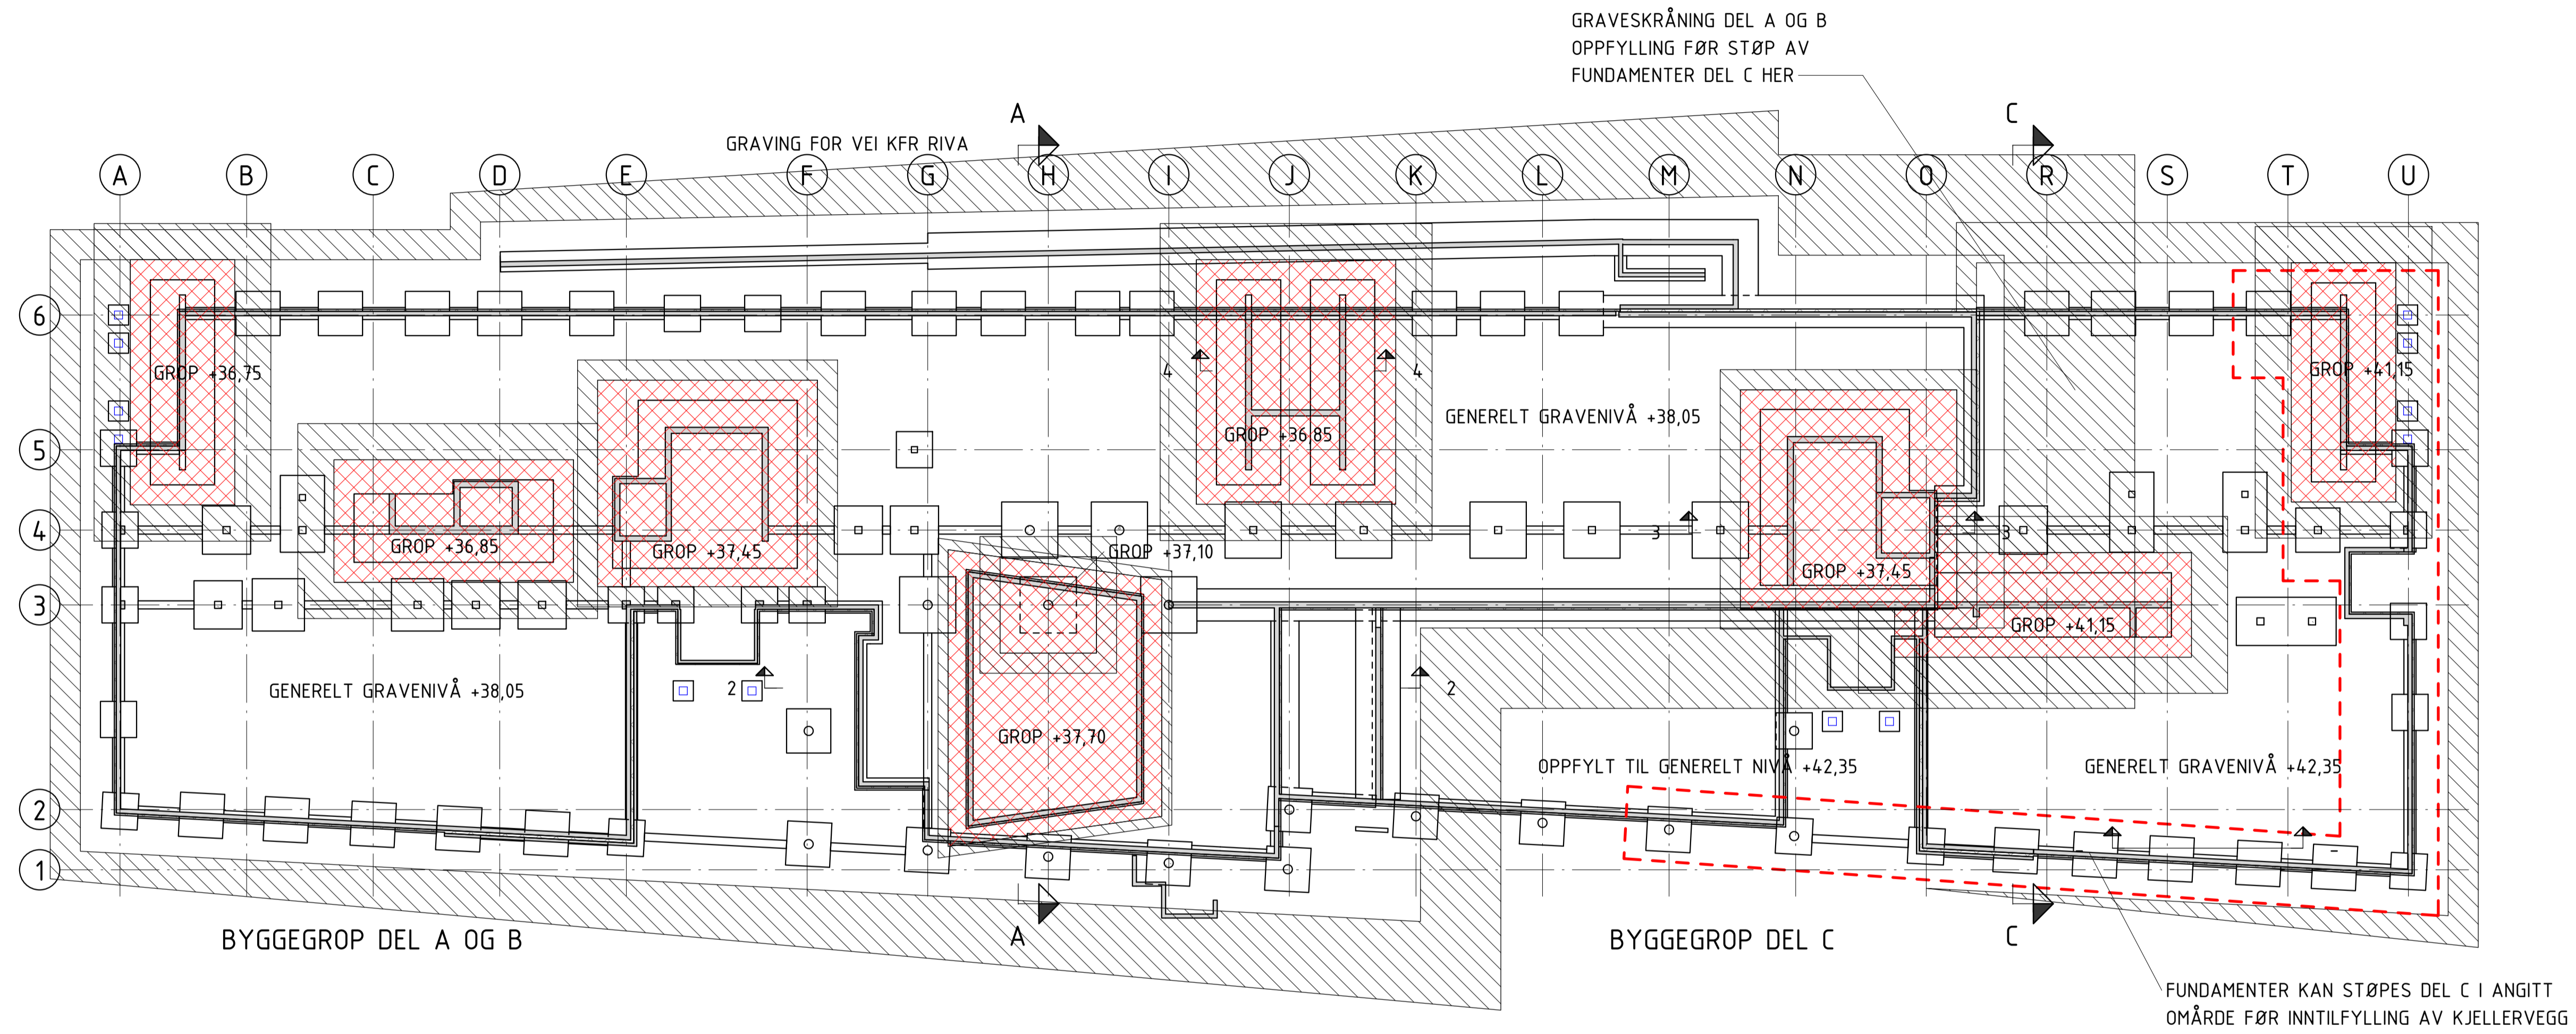 GRAVESKRÅNING DEL A OG B
OPPFYLLING FØR STØP AV
FUNDAMENTER DEL C HER
A
C
GRAVING FOR VEI KFR RIVA
A B C D E F G H I J K L M N O R S T U
6
GROP +36,75
4
4
GROP +41,15
GENERELT GRAVENIVÅ +38,05
GROP +36,85
5
4
3
3
GROP +36,85
GROP +37,45
GROP +37,10
GROP +37,45
3
GROP +41,15
GENERELT GRAVENIVÅ +38,05
2
2
GROP +37,70
OPPFYLT TIL GENERELT NIVÅ +42,35
GENERELT GRAVENIVÅ +42,35
2
1
BYGGEGROP DEL A OG B
A
BYGGEGROP DEL C
C
FUNDAMENTER KAN STØPES DEL C I ANGITT
OMÅRDE FØR INNTILFYLLING AV KJELLERVEGG